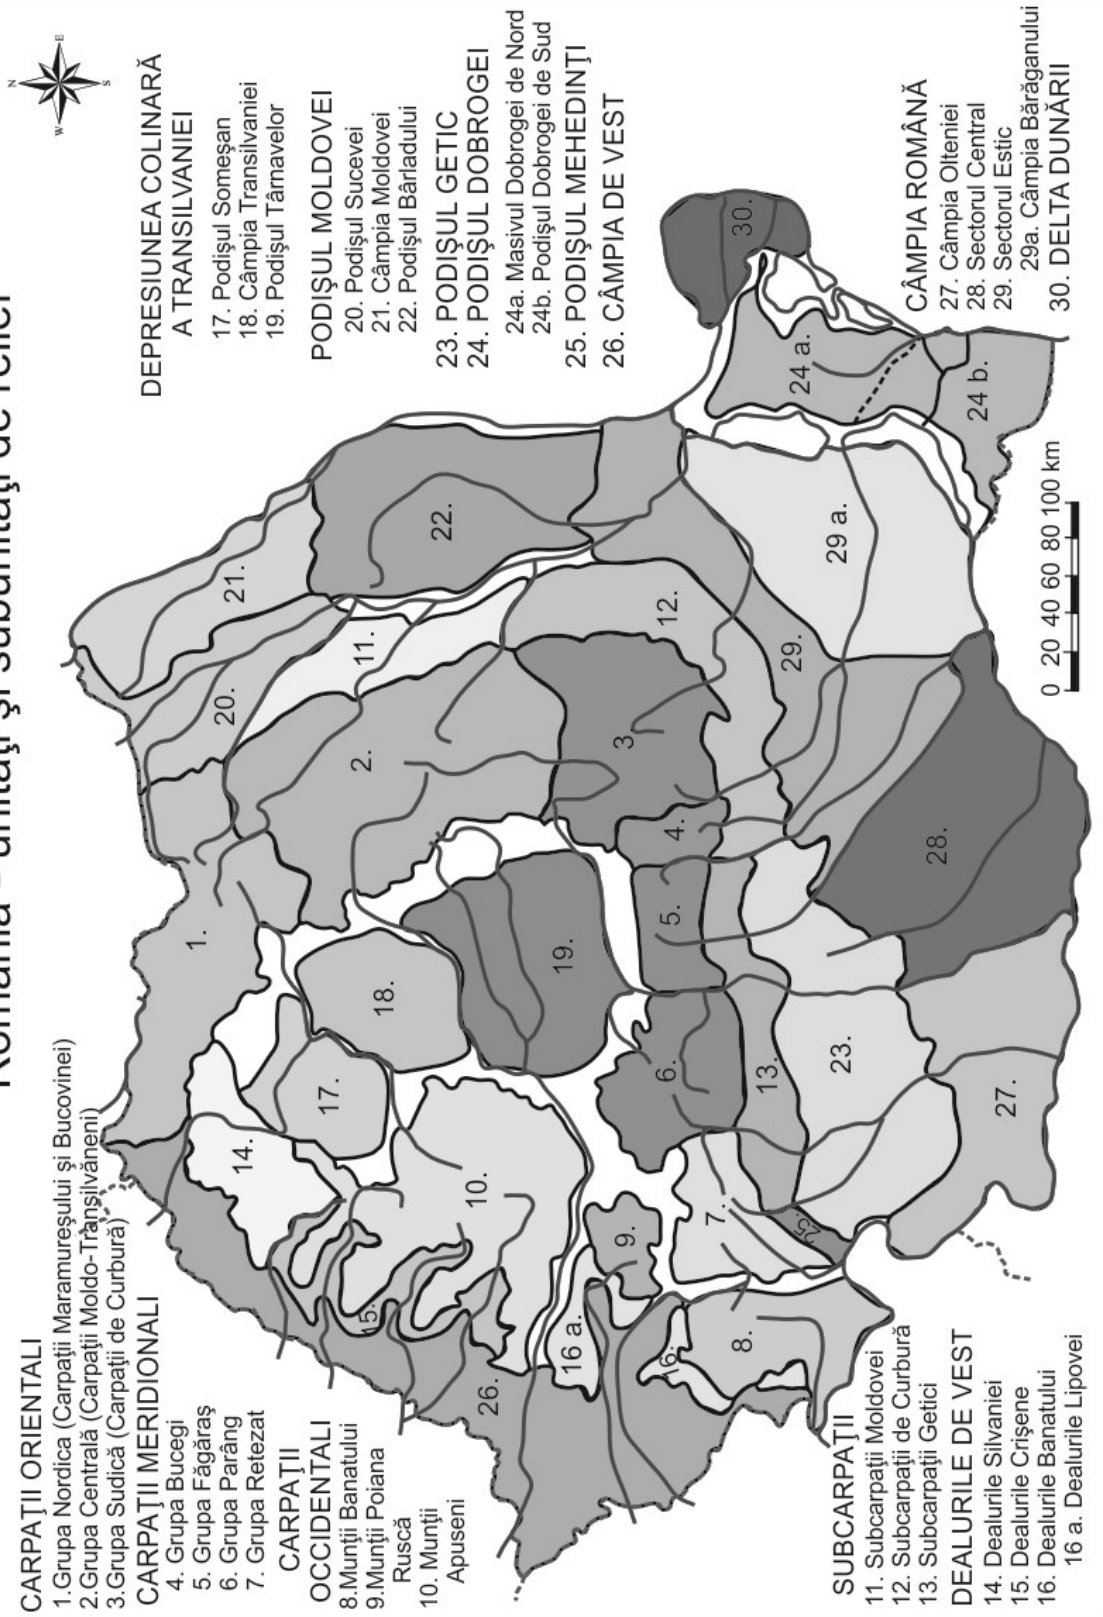 România - unităţi şi subunităţi de relief
CARPAŢII ORIENTALI
1.Grupa Nordica (Carpaţii Maramureşului şi Bucovinei)
2.Grupa Centrală (Carpaţii Moldo-Transilvăneni)
3.Grupa Sudică (Carpaţii de Curbură)
CARPAŢII MERIDIONALI
4. Grupa Bucegi
5. Grupa Făgăraş
6. Grupa Parâng
7. Grupa Retezat
CARPAŢII
OCCIDENTALI
8.Munţii Banatului
9.Munţii Poiana
Ruscă
10. Munţii
Apuseni
SUBCARPAŢII
11. Subcarpaţii Moldovei
12. Subcarpaţii de Curbură
13. Subcarpaţii Getici
DEALURILE DE VEST
14. Dealurile Silvaniei
15. Dealurile Crişene
16. Dealurile Banatului
16 a. Dealurile Lipovei
DEPRESIUNEA COLINARĂ
A TRANSILVANIEI
17. Podişul Someşan
18. Câmpia Transilvaniei
19. Podişul Târnavelor
PODIŞUL MOLDOVEI
20. Podişul Sucevei
21. Câmpia Moldovei
22. Podişul Bârladului
23. PODIŞUL GETIC
24. PODIŞUL DOBROGEI
24a. Masivul Dobrogei de Nord
24b. Podişul Dobrogei de Sud
25. PODIŞUL MEHEDINŢI
26. CÂMPIA DE VEST
CÂMPIA ROMÂNĂ
27. Câmpia Olteniei
28. Sectorul Central
29. Sectorul Estic
29a. Câmpia Bărăganului
30. DELTA DUNĂRII
N
E
S
W
1.
2.
3.
4.
5.
6.
7.
8.
9.
10.
11.
12.
13.
14.
15.
16.
16 a.
17.
18.
19.
20.
21.
22.
23.
24 a.
24 b.
25.
26.
27.
28.
29.
29 a.
30.
0 20 40 60 80 100 km